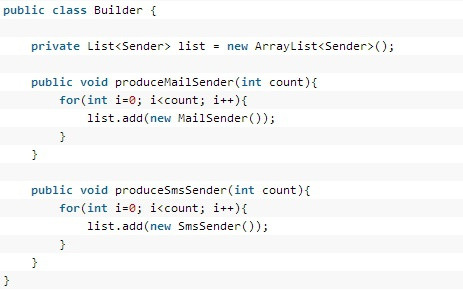 public class Builder {
private List<Sender> list = new ArrayList<Sender>();
public void produceMailSender(int count){
for(int i=0; i<count; i++){
list.add(new MailSender());
}
}
public void produceSmsSender(int count){
for(int i=0; i<count; i++){
list.add(new SmsSender());
}
}
}